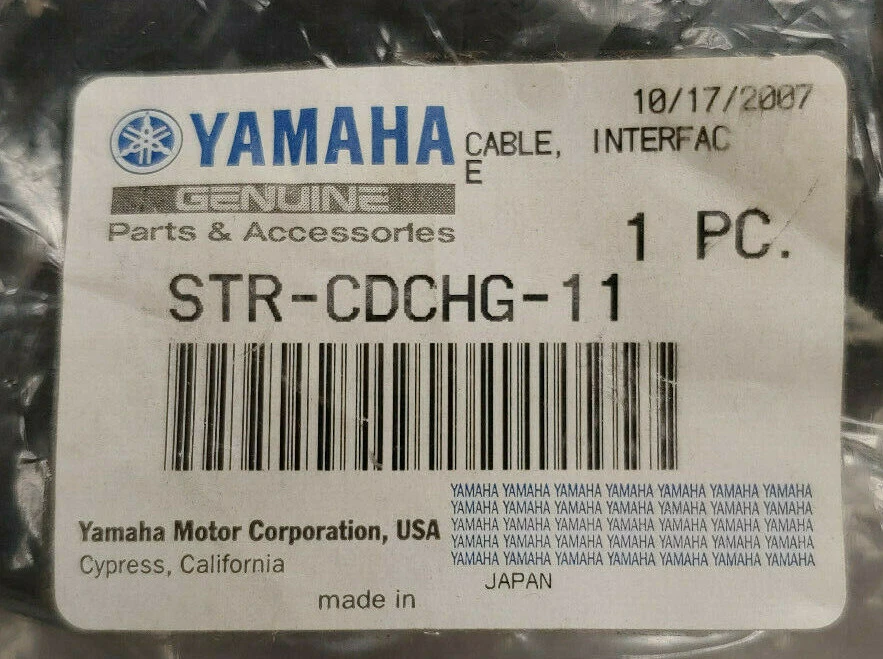 10/17/2007
YAMAHA
CABLE, INTERFAC
E
GENUINE
Parts & Accessories
1 PC.
STR-CDCHG-11
YAMAHA YAMAHA YAMAHA YAMAHA YAMAHA YAMAHA YAMAHA
YAMAHA YAMAHA YAMAHA YAMAHA YAMAHA YAMAHA YAMAHA
YAMAHA YAMAHA YAMAHA YAMAHA YAMAHA YAMAHA YAMAHA
YAMAHA YAMAHA YAMAHA YAMAHA YAMAHA YAMAHA YAMAHA
YAMAHA YAMAHA YAMAHA YAMAHA YAMAHA YAMAHA YAMAHA
Yamaha Motor Corporation, USA
Cypress, California
JAPAN
made in